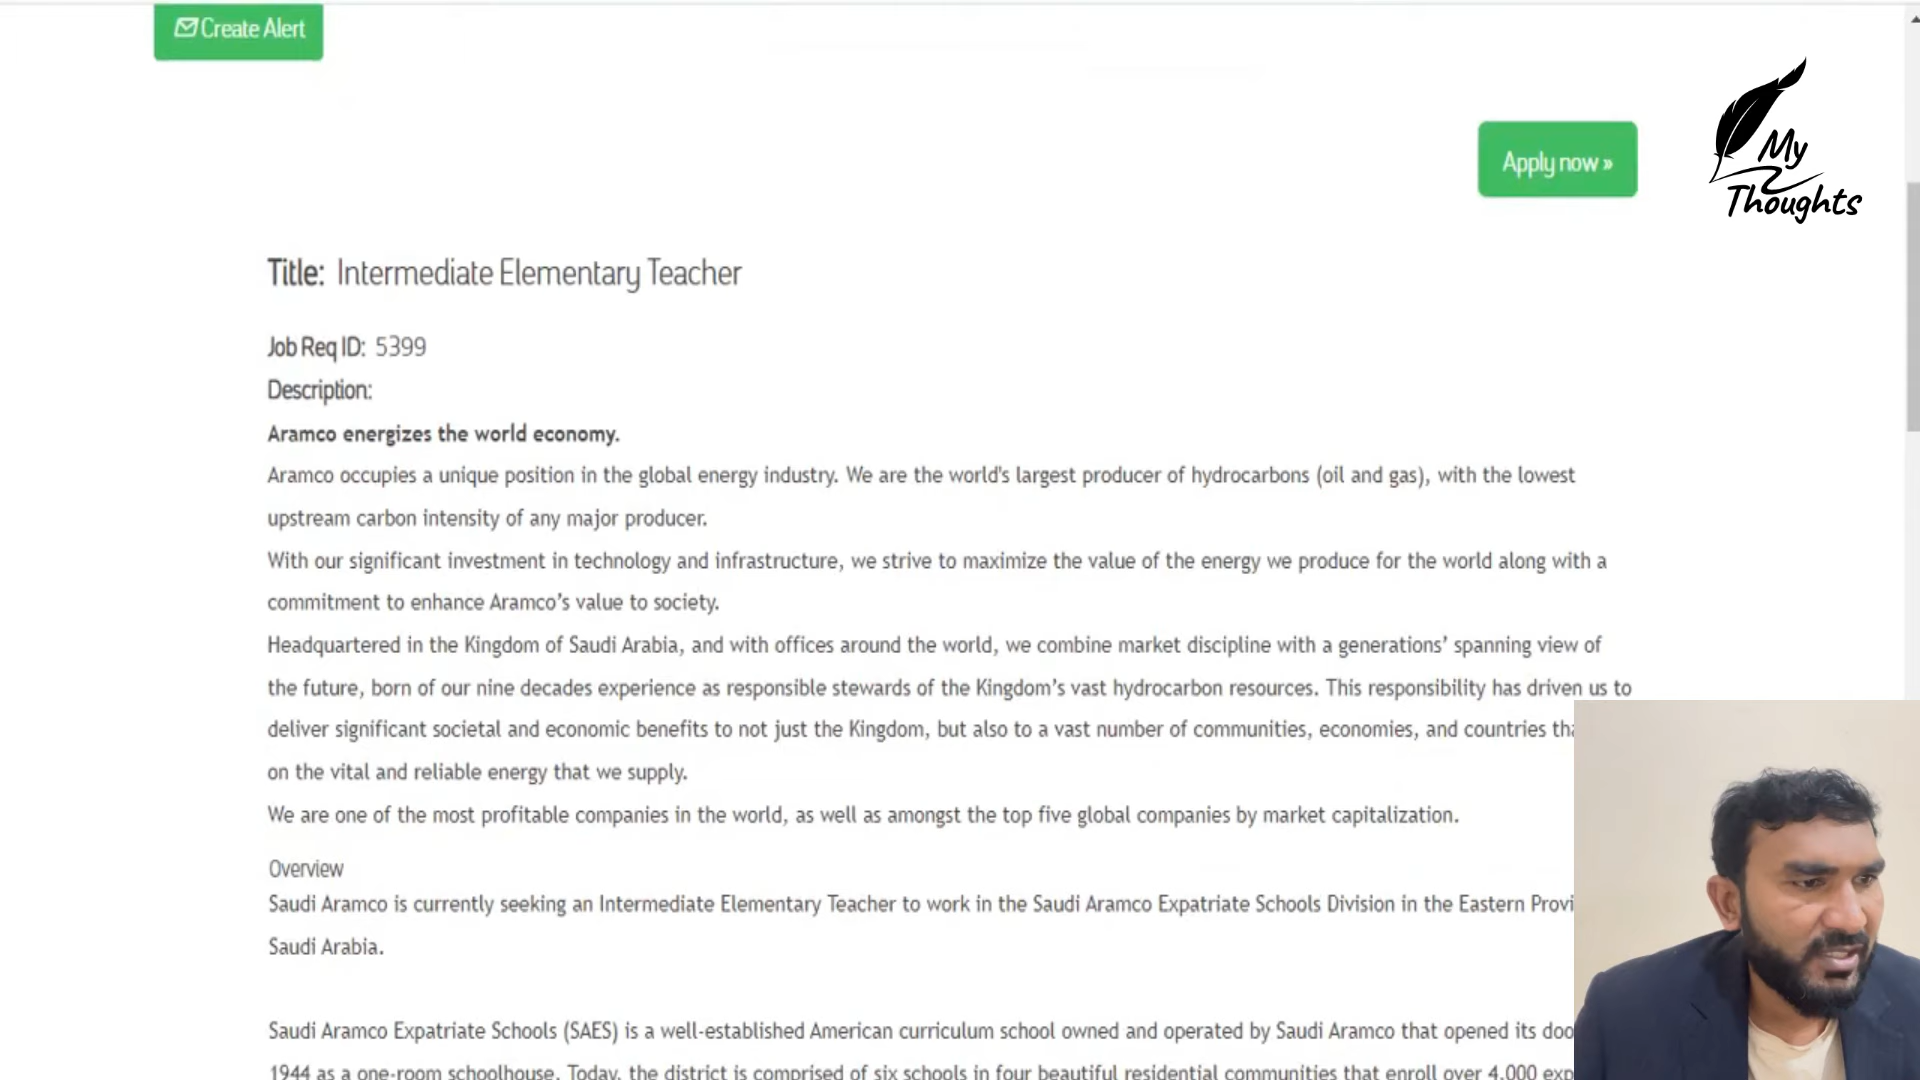 Create Alert
Apply now »
My
Thoughts
Title: Intermediate Elementary Teacher
Job Req ID: 5399
Description:
Aramco energizes the world economy.
Aramco occupies a unique position in the global energy industry. We are the world's largest producer of hydrocarbons (oil and gas), with the lowest
upstream carbon intensity of any major producer.
With our significant investment in technology and infrastructure, we strive to maximize the value of the energy we produce for the world along with a
commitment to enhance Aramco’s value to society.
Headquartered in the Kingdom of Saudi Arabia, and with offices around the world, we combine market discipline with a generations’ spanning view of
the future, born of our nine decades experience as responsible stewards of the Kingdom’s vast hydrocarbon resources. This responsibility has driven us to
deliver significant societal and economic benefits to not just the Kingdom, but also to a vast number of communities, economies, and countries
on the vital and reliable energy that we supply.
We are one of the most profitable companies in the world, as well as amongst the top five global companies by market capitalization.
Overview
Saudi Aramco is currently seeking an Intermediate Elementary Teacher to work in the Saudi Aramco Expatriate Schools Division in the Eastern
Saudi Arabia.
Saudi Aramco Expatriate Schools (SAES) is a well-established American curriculum school owned and operated by Saudi Aramco that opened its
1944 as a one-room schoolhouse. Today, the district is comprised of six schools in four beautiful residential communities that enroll over 4,000